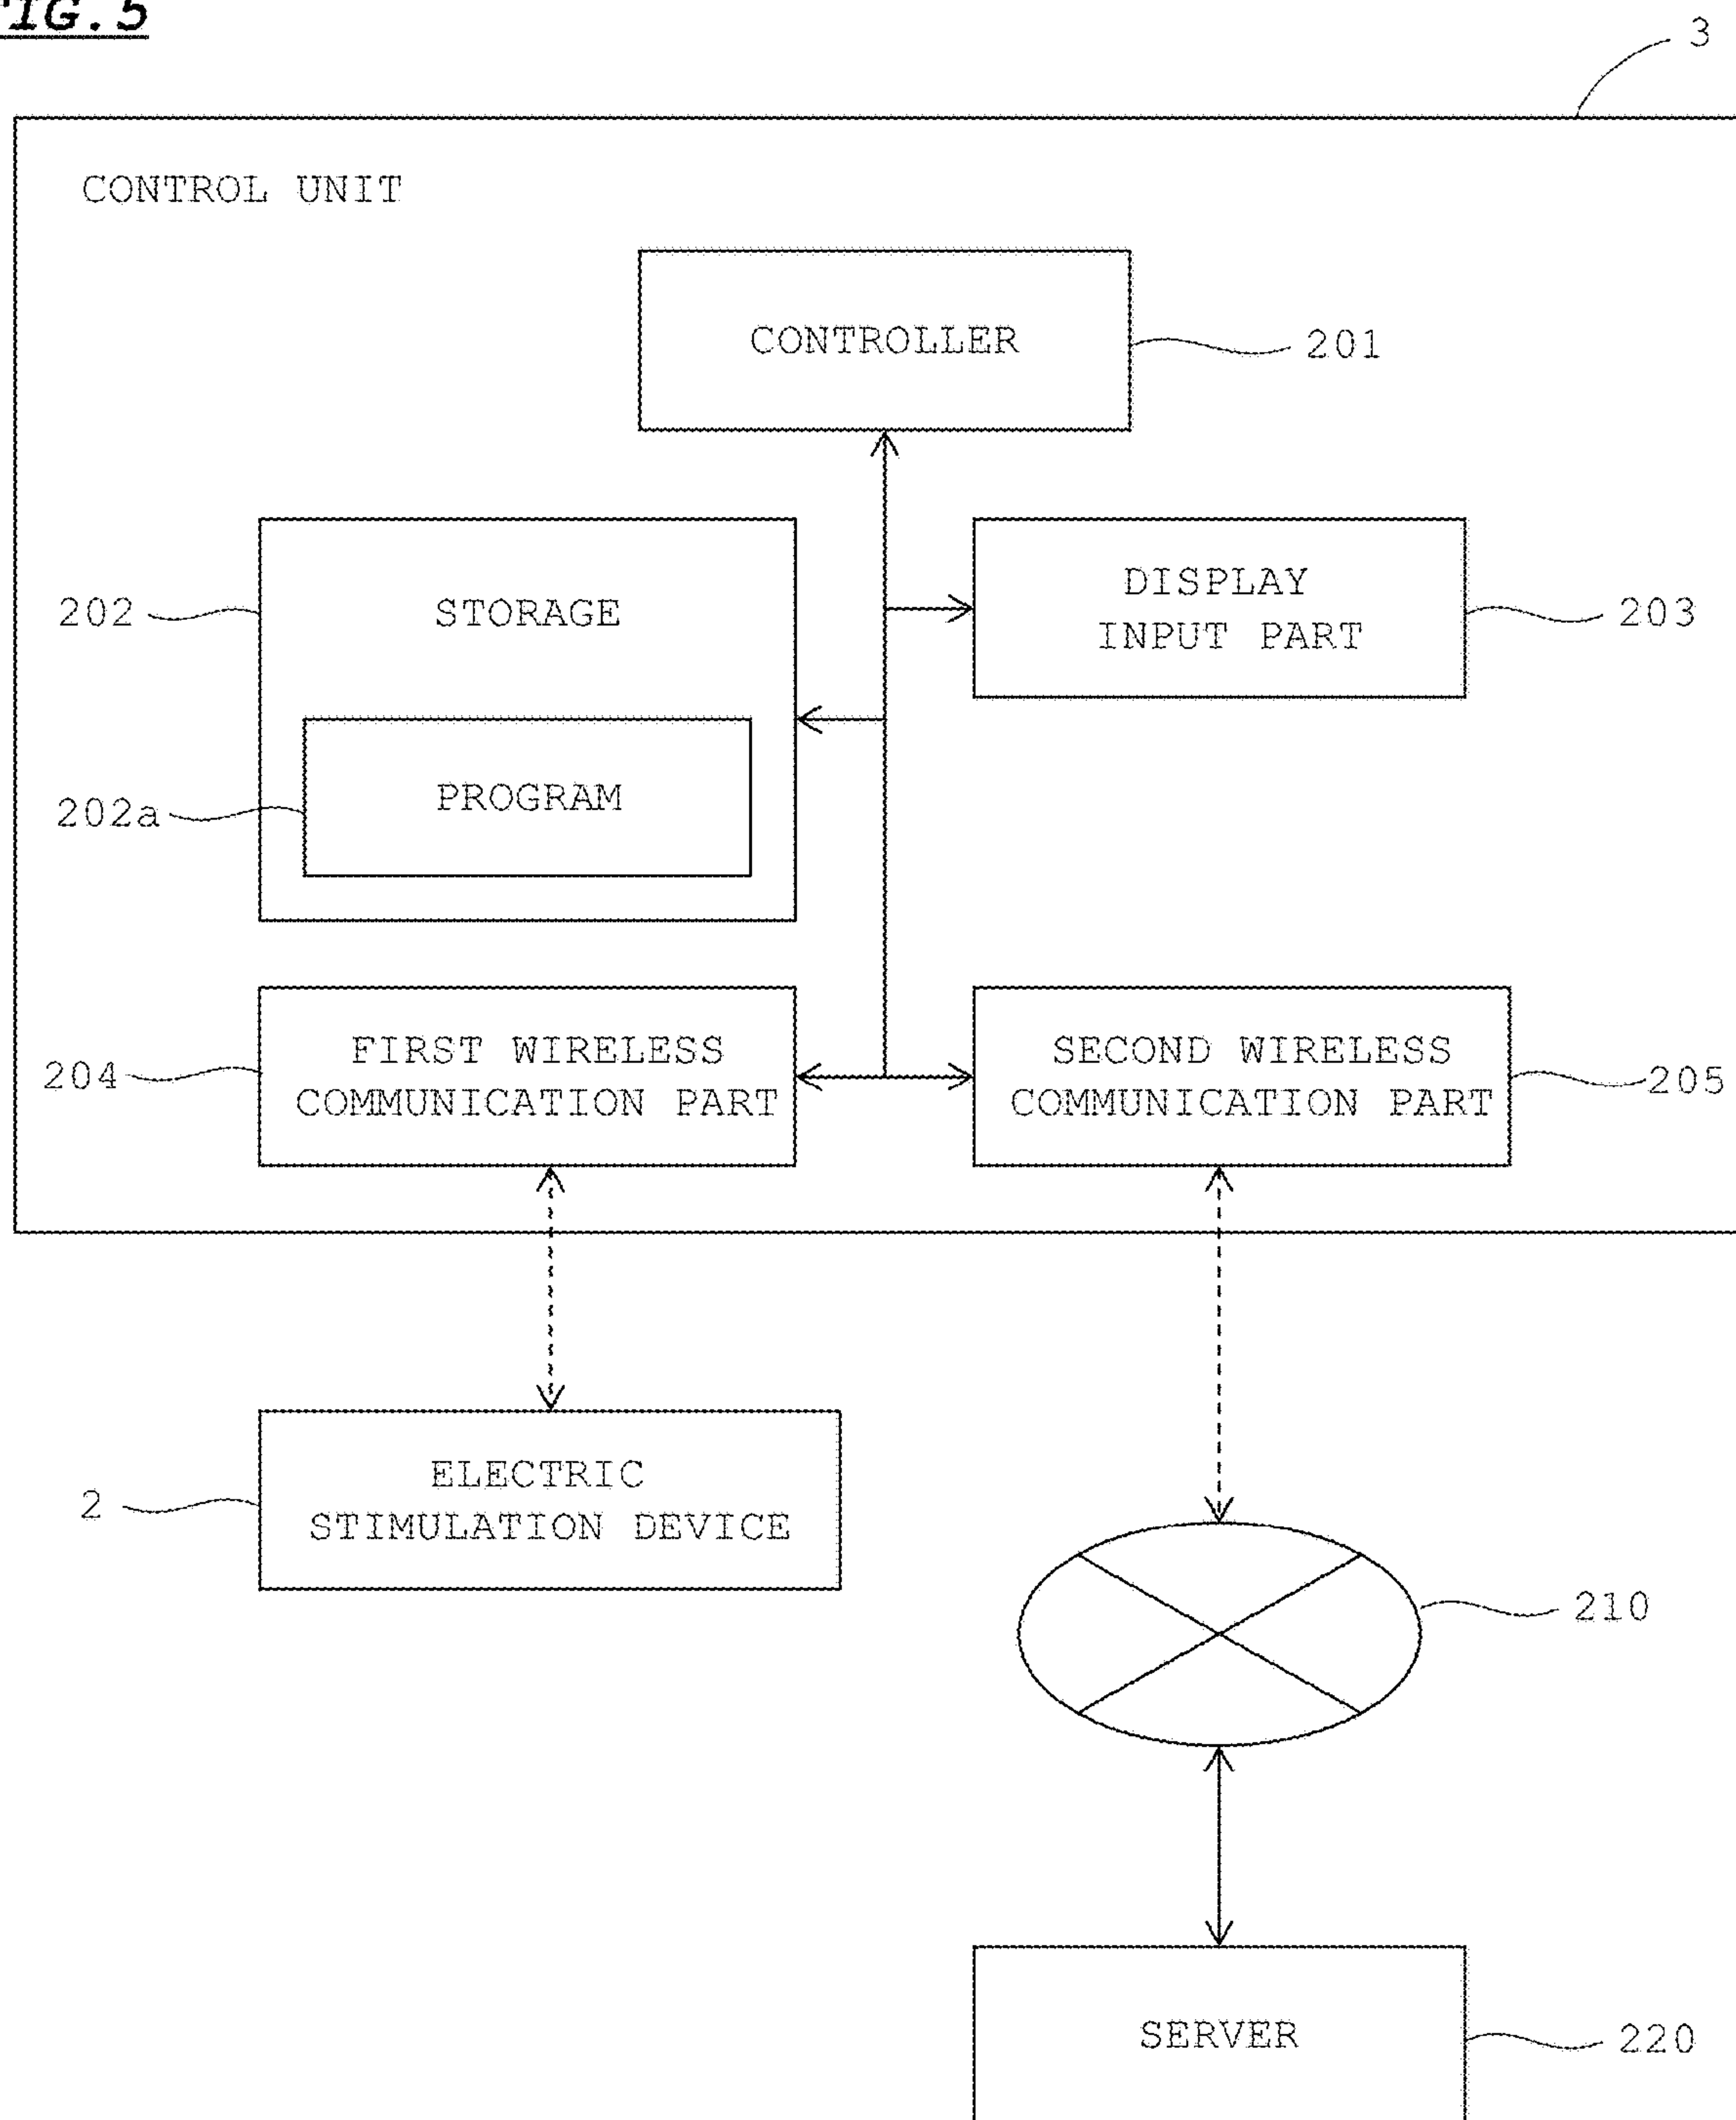 FIG.5
3
CONTROL UNIT
CONTROLLER
201
202
STORAGE
DISPLAY
INPUT PART
203
202a
PROGRAM
204
FIRST WIRELESS
COMMUNICATION PART
SECOND WIRELESS
COMMUNICATION PART
205
2
ELECTRIC
STIMULATION DEVICE
210
SERVER
220